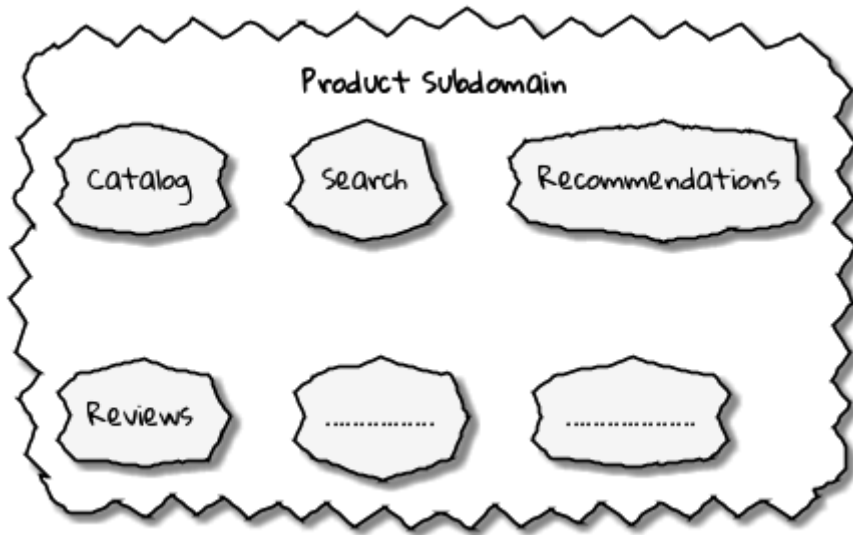 Product Subdomain
Catalog
Search
Recommendations
Reviews
...............
..................